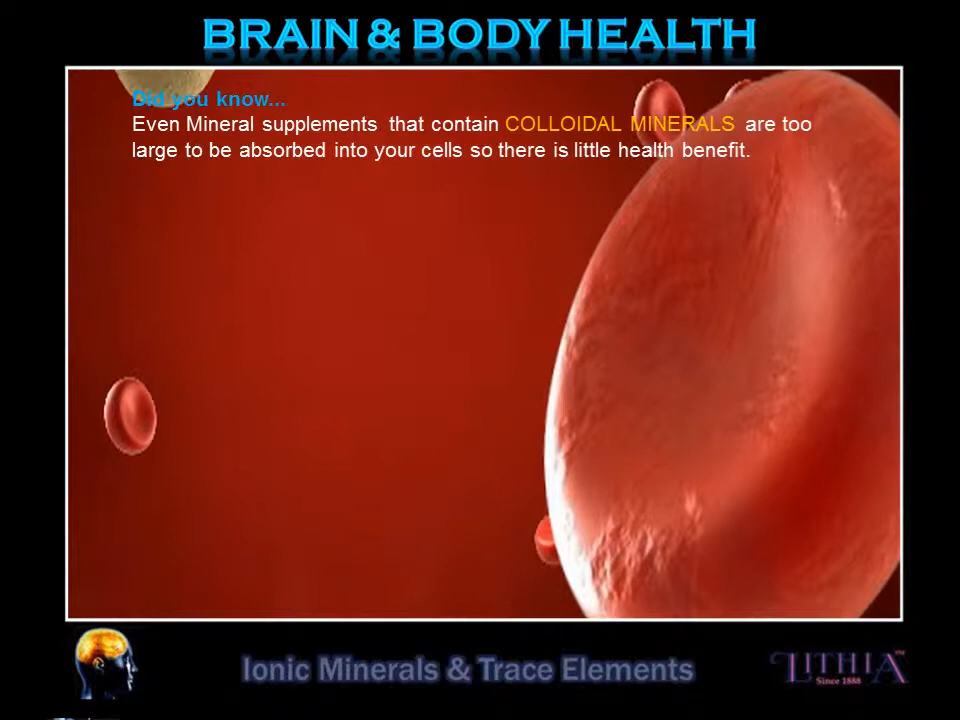 BRAIN & BODY HEALTH
Did you know...
Even Mineral supplements that contain COLLOIDAL MINERALS are too
large to be absorbed into your cells so there is little health benefit.
Ionic Minerals & Trace Elements
LITHIA™
Since 1888